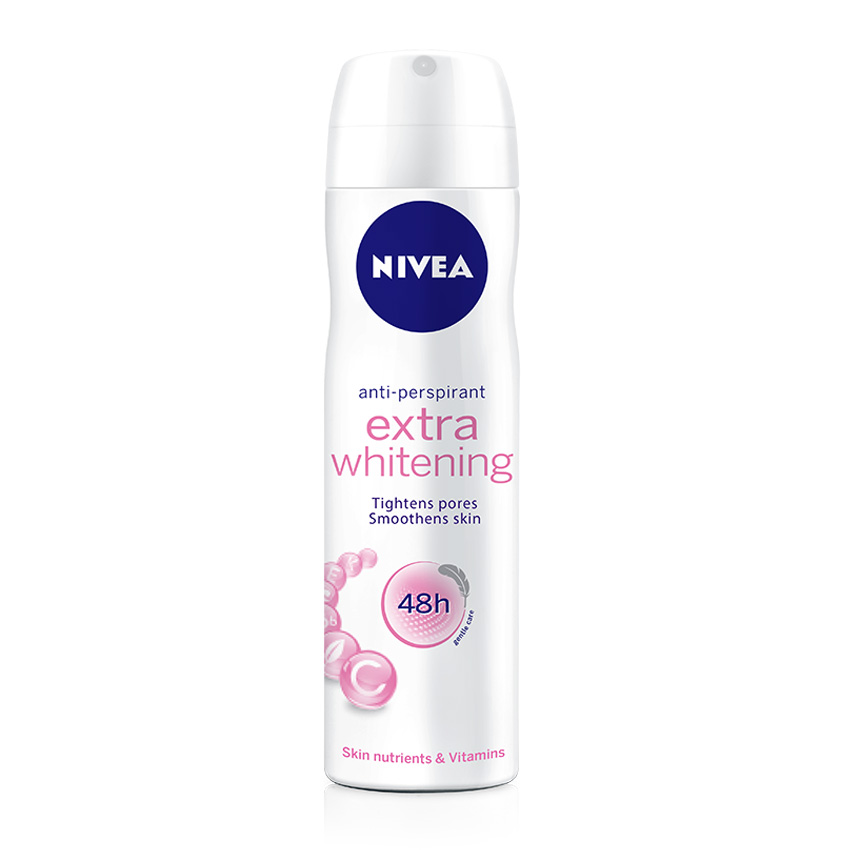 NIVEA
anti-perspirant
extra
whitening
Tightens pores
Smoothens skin
48h
gentle care
C
Skin nutrients & Vitamins